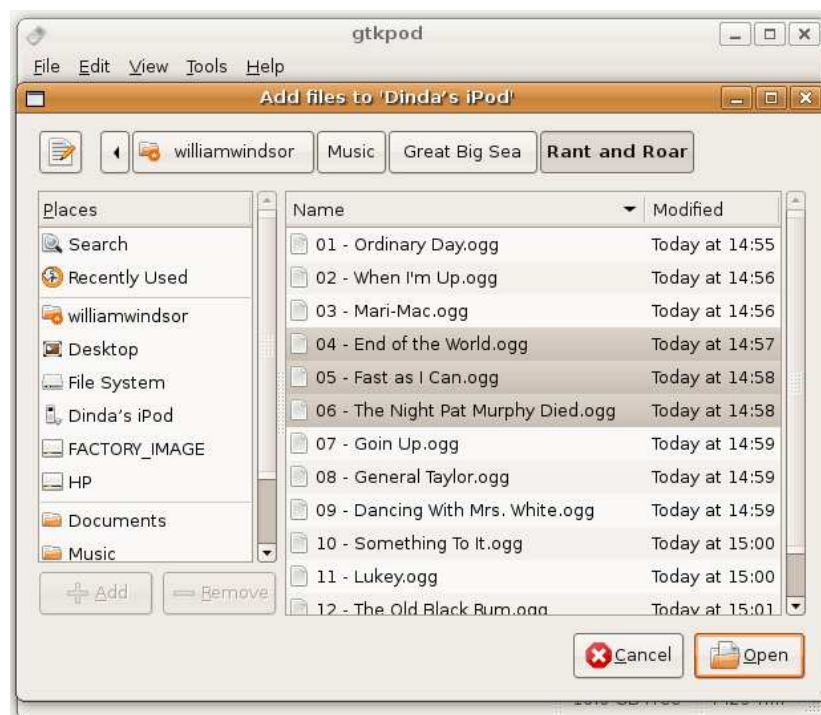 gtkpod
File Edit View Tools Help
Add files to 'Dinda's iPod'
williamwindsor Music Great Big Sea Rant and Roar
Places
Search
Recently Used
williamwindsor
Desktop
File System
Dinda's iPod
FACTORY_IMAGE
HP
Documents
Music
Add Remove
Name Modified
01 - Ordinary Day.ogg Today at 14:55
02 - When I'm Up.ogg Today at 14:56
03 - Mari-Mac.ogg Today at 14:56
04 - End of the World.ogg Today at 14:57
05 - Fast as I Can.ogg Today at 14:58
06 - The Night Pat Murphy Died.ogg Today at 14:58
07 - Goin Up.ogg Today at 14:59
08 - General Taylor.ogg Today at 14:59
09 - Dancing With Mrs. White.ogg Today at 14:59
10 - Something To It.ogg Today at 15:00
11 - Lukey.ogg Today at 15:00
12 - The Old Black Rum.ogg Today at 15:01
Cancel Open